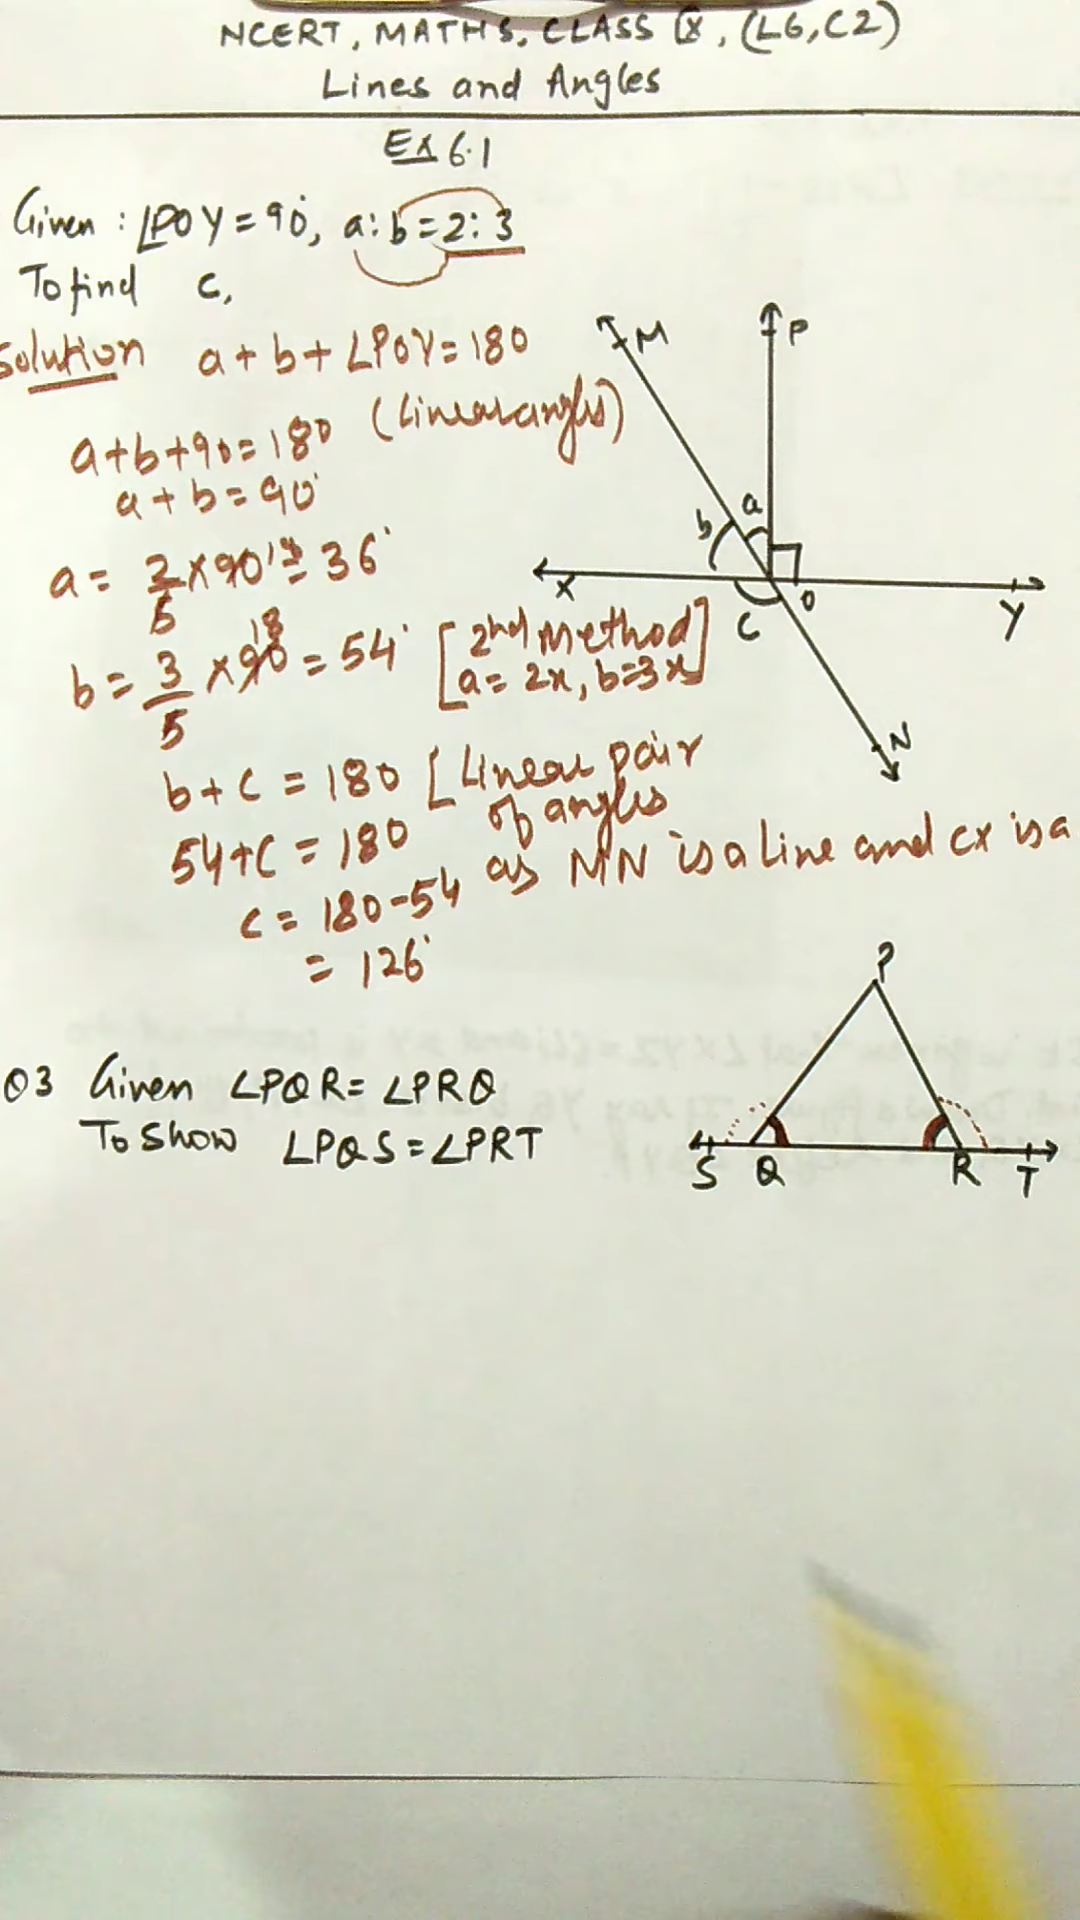 NCERT, MATHS, CLASS IX, (L6, C2)
Lines and Angles
EX 6.1
Given : ∠POY = 90°, a:b = 2:3
To find c,
Solution a + b + ∠POY = 180
(Linear angles)
a+b+90 = 180
a + b = 90°
a = 2/5 × 90 18 = 36°
b = 3/5 × 90 18 = 54° [2nd Method
a = 2x, b=3x]
b + c = 180 [Linear pair
of angles
54+c = 180
as MN is a Line and cx is a
c = 180-54
= 126°
M
P
b
a
X
O
Y
c
N
Q3 Given ∠PQR = ∠PRQ
To Show ∠PQS = ∠PRT
P
S Q R T